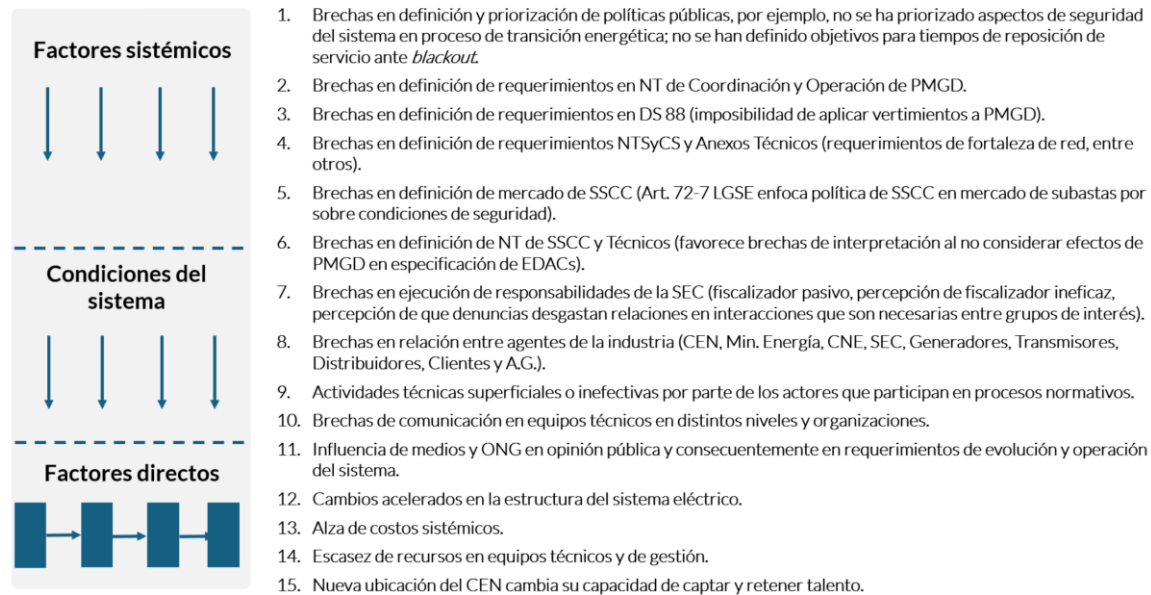 Factores sistémicos
Condiciones del
sistema
Factores directos
1. Brechas en definición y priorización de políticas públicas, por ejemplo, no se ha priorizado aspectos de seguridad
del sistema en proceso de transición energética; no se han definido objetivos para tiempos de reposición de
servicio ante blackout.
2. Brechas en definición de requerimientos en NT de Coordinación y Operación de PMGD.
3. Brechas en definición de requerimientos en DS 88 (imposibilidad de aplicar vertimientos a PMGD).
4. Brechas en definición de requerimientos NTSyCS y Anexos Técnicos (requerimientos de fortaleza de red, entre
otros).
5. Brechas en definición de mercado de SSCC (Art. 72-7 LGSE enfoca política de SSCC en mercado de subastas por
sobre condiciones de seguridad).
6. Brechas en definición de NT de SSCC y Técnicos (favorece brechas de interpretación al no considerar efectos de
PMGD en especificación de EDACs).
7. Brechas en ejecución de responsabilidades de la SEC (fiscalizador pasivo, percepción de fiscalizador ineficaz,
percepción de que denuncias desgastan relaciones en interacciones que son necesarias entre grupos de interés).
8. Brechas en relación entre agentes de la industria (CEN, Min. Energía, CNE, SEC, Generadores, Transmisores,
Distribuidores, Clientes y A.G.).
9. Actividades técnicas superficiales o inefectivas por parte de los actores que participan en procesos normativos.
10. Brechas de comunicación en equipos técnicos en distintos niveles y organizaciones.
11. Influencia de medios y ONG en opinión pública y consecuentemente en requerimientos de evolución y operación
del sistema.
12. Cambios acelerados en la estructura del sistema eléctrico.
13. Alza de costos sistémicos.
14. Escasez de recursos en equipos técnicos y de gestión.
15. Nueva ubicación del CEN cambia su capacidad de captar y retener talento.